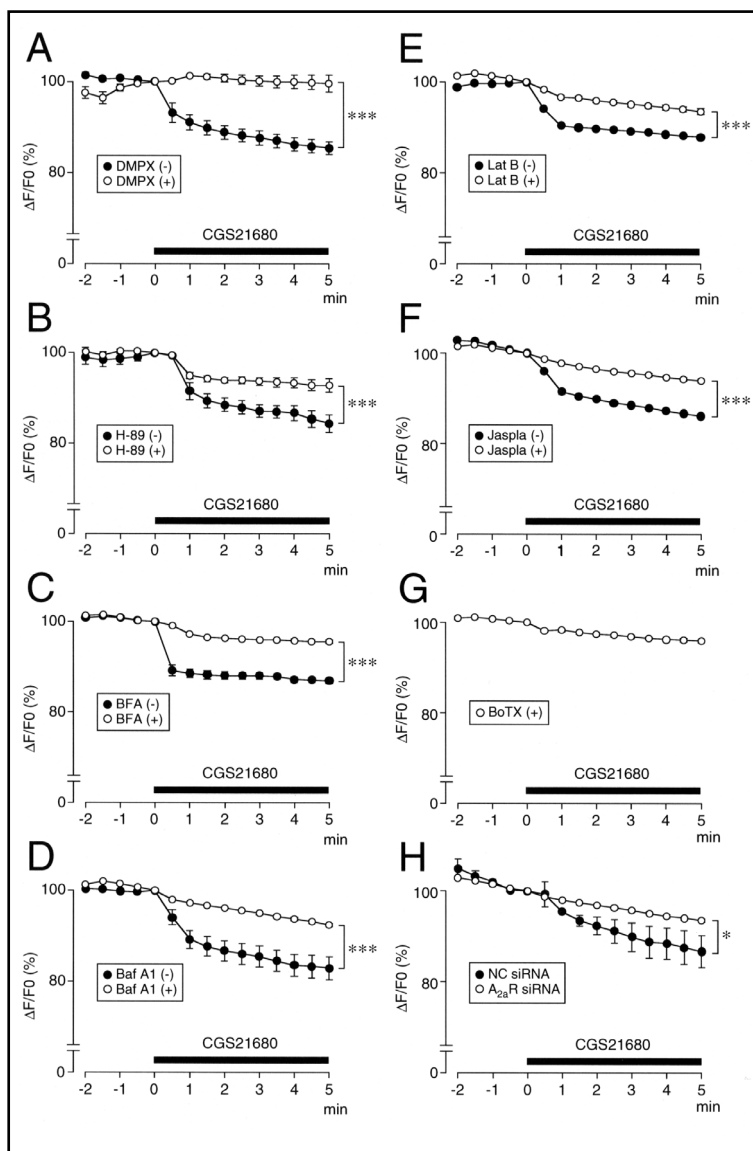 A
100
80
0
ΔF/F0 (%)
DMPX (-)
DMPX (+)
***
CGS21680
-2 -1 0 1 2 3 4 5
min
B
100
80
0
ΔF/F0 (%)
H-89 (-)
H-89 (+)
***
CGS21680
-2 -1 0 1 2 3 4 5
min
C
100
80
0
ΔF/F0 (%)
BFA (-)
BFA (+)
***
CGS21680
-2 -1 0 1 2 3 4 5
min
D
100
80
0
ΔF/F0 (%)
Baf A1 (-)
Baf A1 (+)
***
CGS21680
-2 -1 0 1 2 3 4 5
min
E
100
80
0
ΔF/F0 (%)
Lat B (-)
Lat B (+)
***
CGS21680
-2 -1 0 1 2 3 4 5
min
F
100
80
0
ΔF/F0 (%)
Jaspla (-)
Jaspla (+)
***
CGS21680
-2 -1 0 1 2 3 4 5
min
G
100
80
0
ΔF/F0 (%)
BoTX (+)
CGS21680
-2 -1 0 1 2 3 4 5
min
H
100
80
0
ΔF/F0 (%)
NC siRNA
A2aR siRNA
*
CGS21680
-2 -1 0 1 2 3 4 5
min